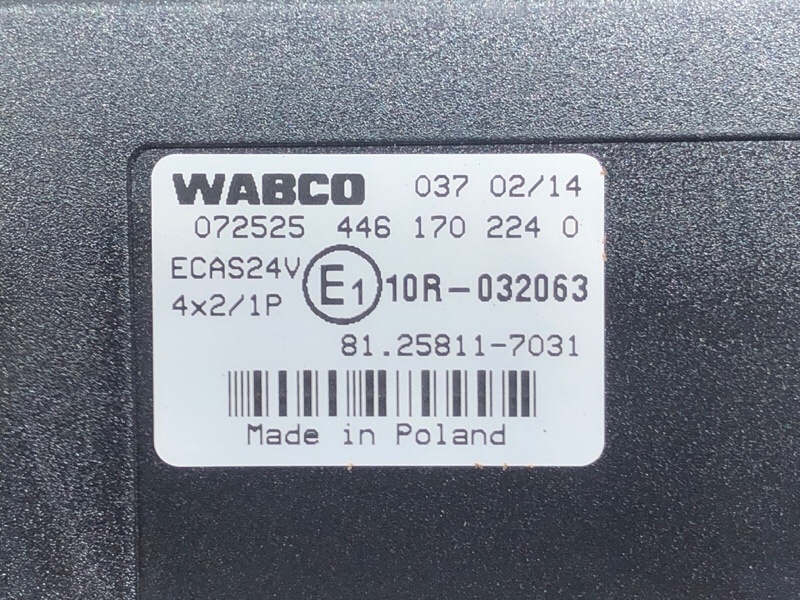 WABCO 037 02/14
072525 446 170 224 0
ECAS24V E1 10R-032063
4x2/1P
81.25811-7031
Made in Poland